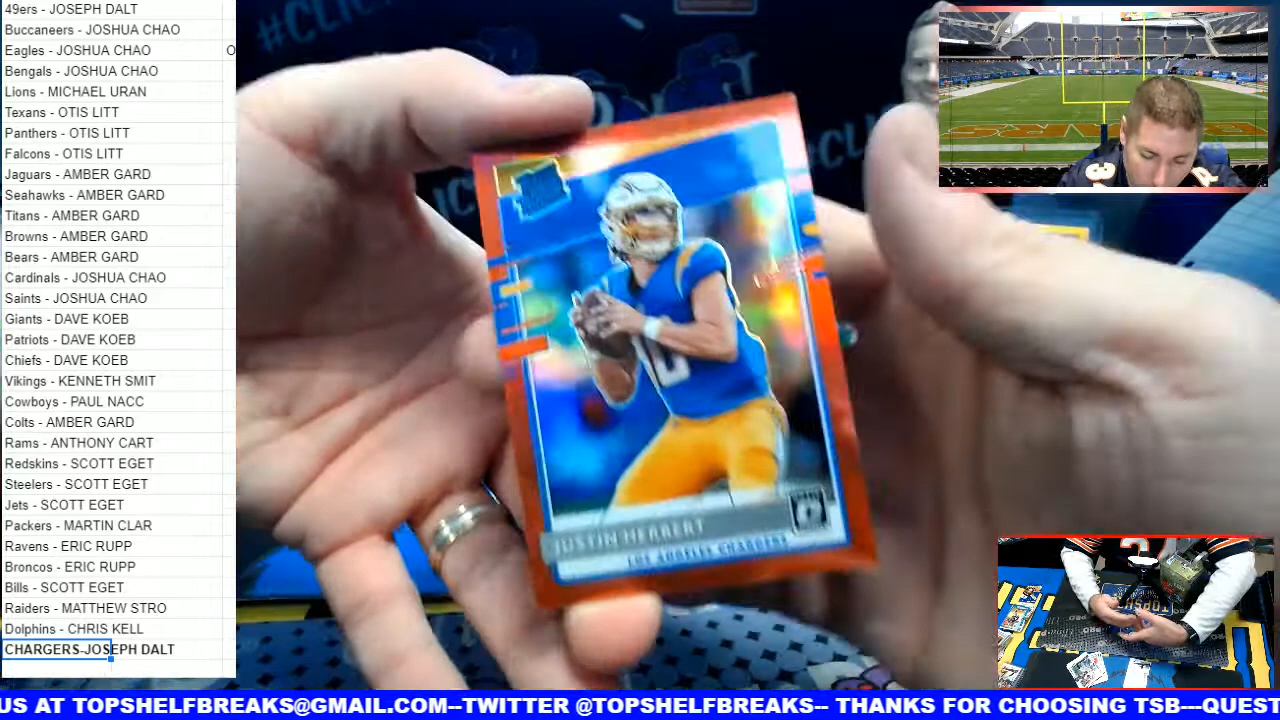 49ers - JOSEPH DALT
Buccaneers - JOSHUA CHAO
Eagles - JOSHUA CHAO
Bengals - JOSHUA CHAO
Lions - MICHAEL URAN
Texans - OTIS LITT
Panthers - OTIS LITT
Falcons - OTIS LITT
Jaguars - AMBER GARD
Seahawks - AMBER GARD
Titans - AMBER GARD
Browns - AMBER GARD
Bears - AMBER GARD
Cardinals - JOSHUA CHAO
Saints - JOSHUA CHAO
Giants - DAVE KOEB
Patriots - DAVE KOEB
Chiefs - DAVE KOEB
Vikings - KENNETH SMIT
Cowboys - PAUL NACC
Colts - AMBER GARD
Rams - ANTHONY CART
Redskins - SCOTT EGET
Steelers - SCOTT EGET
Jets - SCOTT EGET
Packers - MARTIN CLAR
Ravens - ERIC RUPP
Broncos - ERIC RUPP
Bills - SCOTT EGET
Raiders - MATTHEW STRO
Dolphins - CHRIS KELL
CHARGERS-JOSEPH DALT
10
JUSTIN HERBERT
LOS ANGELES CHARGERS
US AT TOPSHELFBREAKS@GMAIL.COM--TWITTER @TOPSHELFBREAKS-- THANKS FOR CHOOSING TSB---QUEST